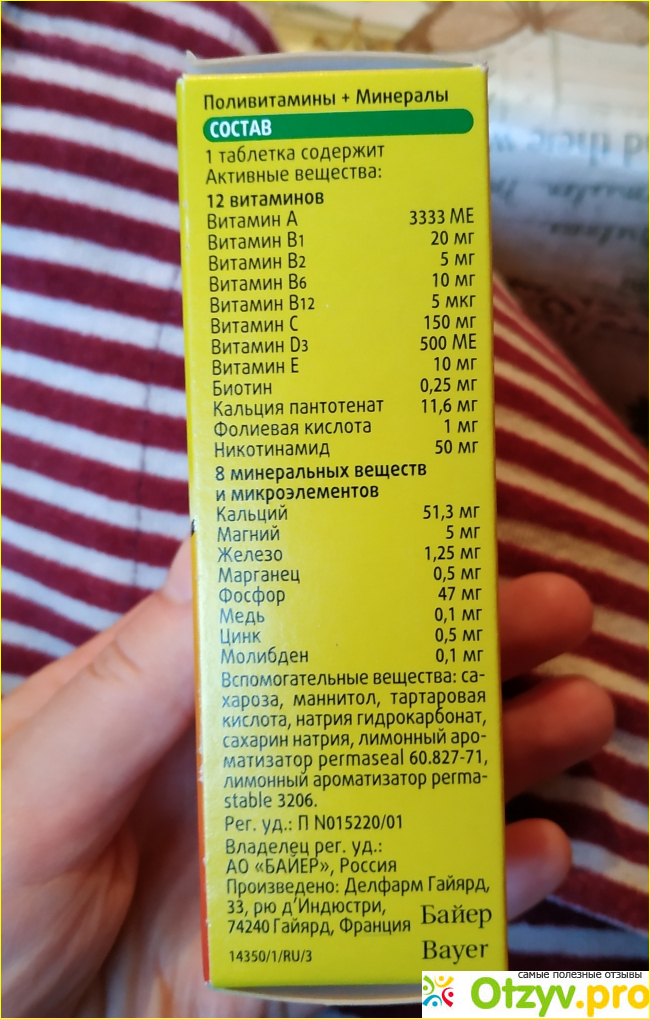 Поливитамины + Минералы
СОСТАВ
1 таблетка содержит
Активные вещества:
12 витаминов
Витамин A 3333 МЕ
Витамин B1 20 мг
Витамин B2 5 мг
Витамин B6 10 мг
Витамин B12 5 мкг
Витамин C 150 мг
Витамин D3 500 МЕ
Витамин E 10 мг
Биотин 0,25 мг
Кальция пантотенат 11,6 мг
Фолиевая кислота 1 мг
Никотинамид 50 мг
8 минеральных веществ
и микроэлементов
Кальций 51,3 мг
Магний 5 мг
Железо 1,25 мг
Марганец 0,5 мг
Фосфор 47 мг
Медь 0,1 мг
Цинк 0,5 мг
Молибден 0,1 мг
Вспомогательные вещества: са-
хароза, маннитол, тартаровая
кислота, натрия гидрокарбонат,
сахарин натрия, лимонный аро-
матизатор permaseal 60.827-71,
лимонный ароматизатор perma-
stable 3206.
Рег. уд.: П N015220/01
Владелец рег. уд.:
АО «БАЙЕР», Россия
Произведено: Делфарм Гайярд,
33, рю д'Индюстри,
74240 Гайярд, Франция
Байер
14350/1/RU/3
Bayer
самые полезные отзывы
Otzyv.pro